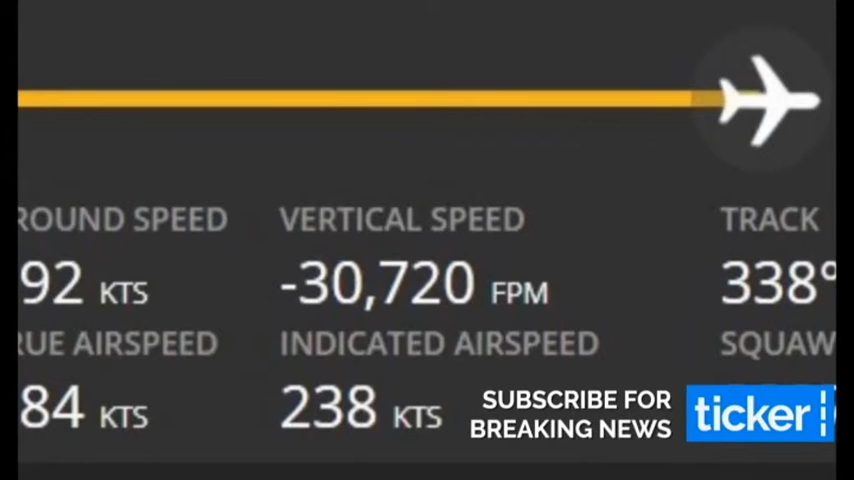 ROUND SPEED VERTICAL SPEED TRACK
92 KTS -30,720 FPM 338°
RUE AIRSPEED INDICATED AIRSPEED SQUAW
84 KTS 238 KTS
SUBSCRIBE FOR
BREAKING NEWS
ticker